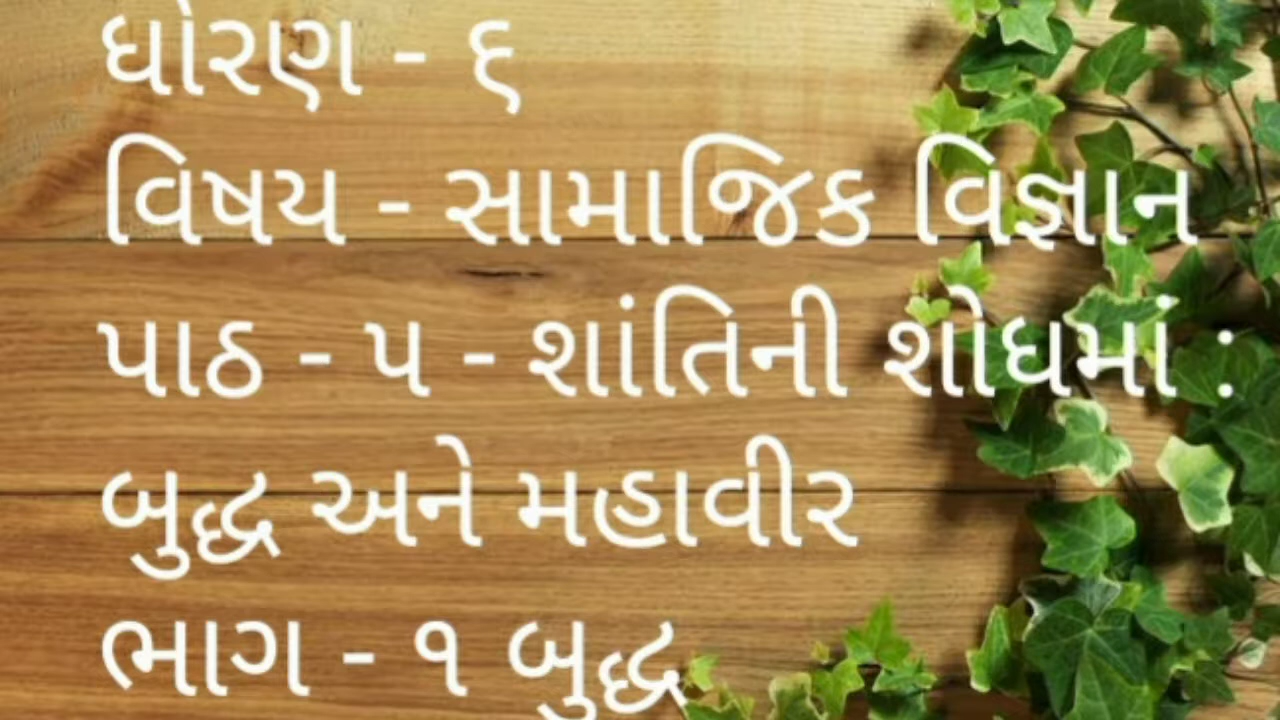 ધોરણ - ૬
વિષય - સામાજિક વિજ્ઞાન
પાઠ - ૫ - શાંતિની શોધમાં :
બુદ્ધ અને મહાવીર
ભાગ - ૧ બુદ્ધ